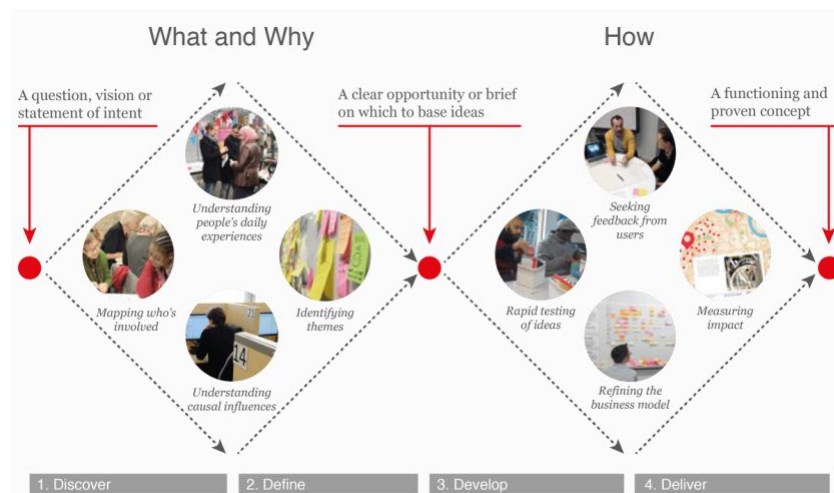 What and Why
How
A question, vision or
statement of intent
A clear opportunity or brief
on which to base ideas
A functioning and
proven concept
Understanding
people's daily
experiences
Mapping who's
involved
Identifying
themes
Understanding
causal influences
14
Seeking
feedback from
users
Rapid testing
of ideas
Measuring
impact
Refining the
business model
1. Discover
2. Define
3. Develop
4. Deliver